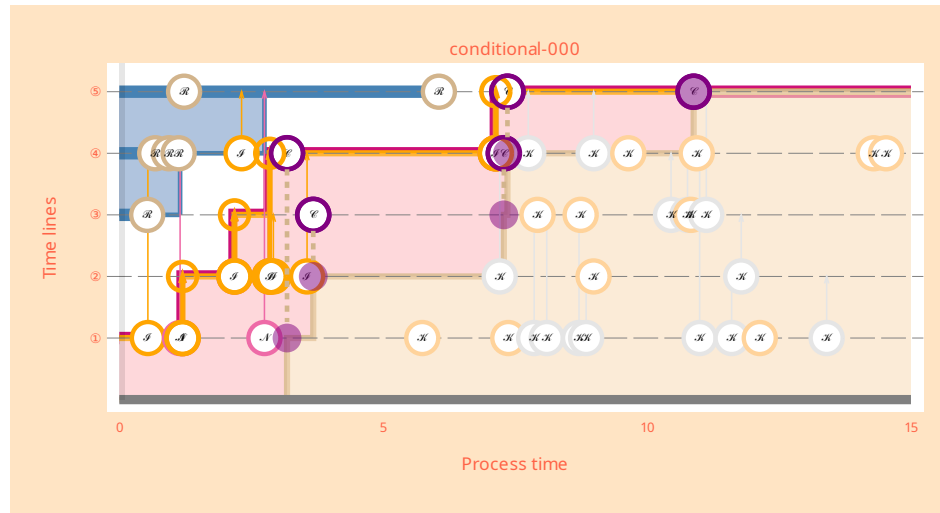 conditional-000
⑤ ℛ ℛ 𝒞 𝒞
④ ℛ ℛ ℛ ℐ 𝒞 ℐ 𝒞 𝒦 𝒦 𝒦 𝒦 𝒦 𝒦
③ ℛ 𝒞 𝒦 𝒦 𝒦 𝒦
② ℐ ℐ 𝒦 𝒦 𝒦
① ℐ 𝒩 𝒦 𝒦 𝒦 𝒦 𝒦 𝒦 𝒦 𝒦 𝒦 𝒦
Time lines
0 5 10 15
Process time